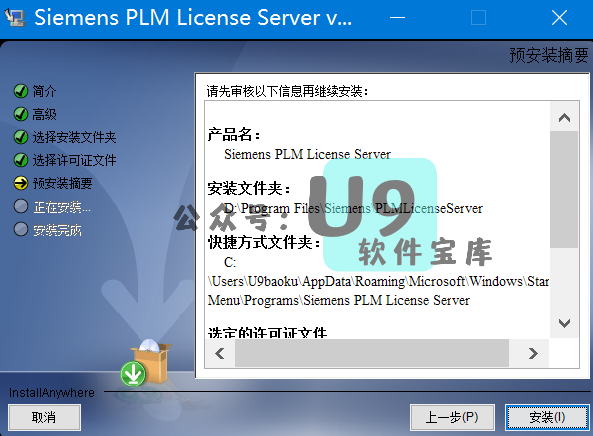 Siemens PLM License Server v...
预安装摘要
简介
高级
选择安装文件夹
选择许可证文件
预安装摘要
正在安装...
安装完成
请先审核以下信息再继续安装：
产品名：
Siemens PLM License Server
安装文件夹：
D:\Program Files\Siemens\PLMLicenseServer
快捷方式文件夹：
C:
\Users\U9baoku\AppData\Roaming\Microsoft\Windows\Star
Menu\Programs\Siemens PLM License Server
选定的许可证文件
公众号：U9
软件宝库
InstallAnywhere
取消
上一步(P)
安装(I)